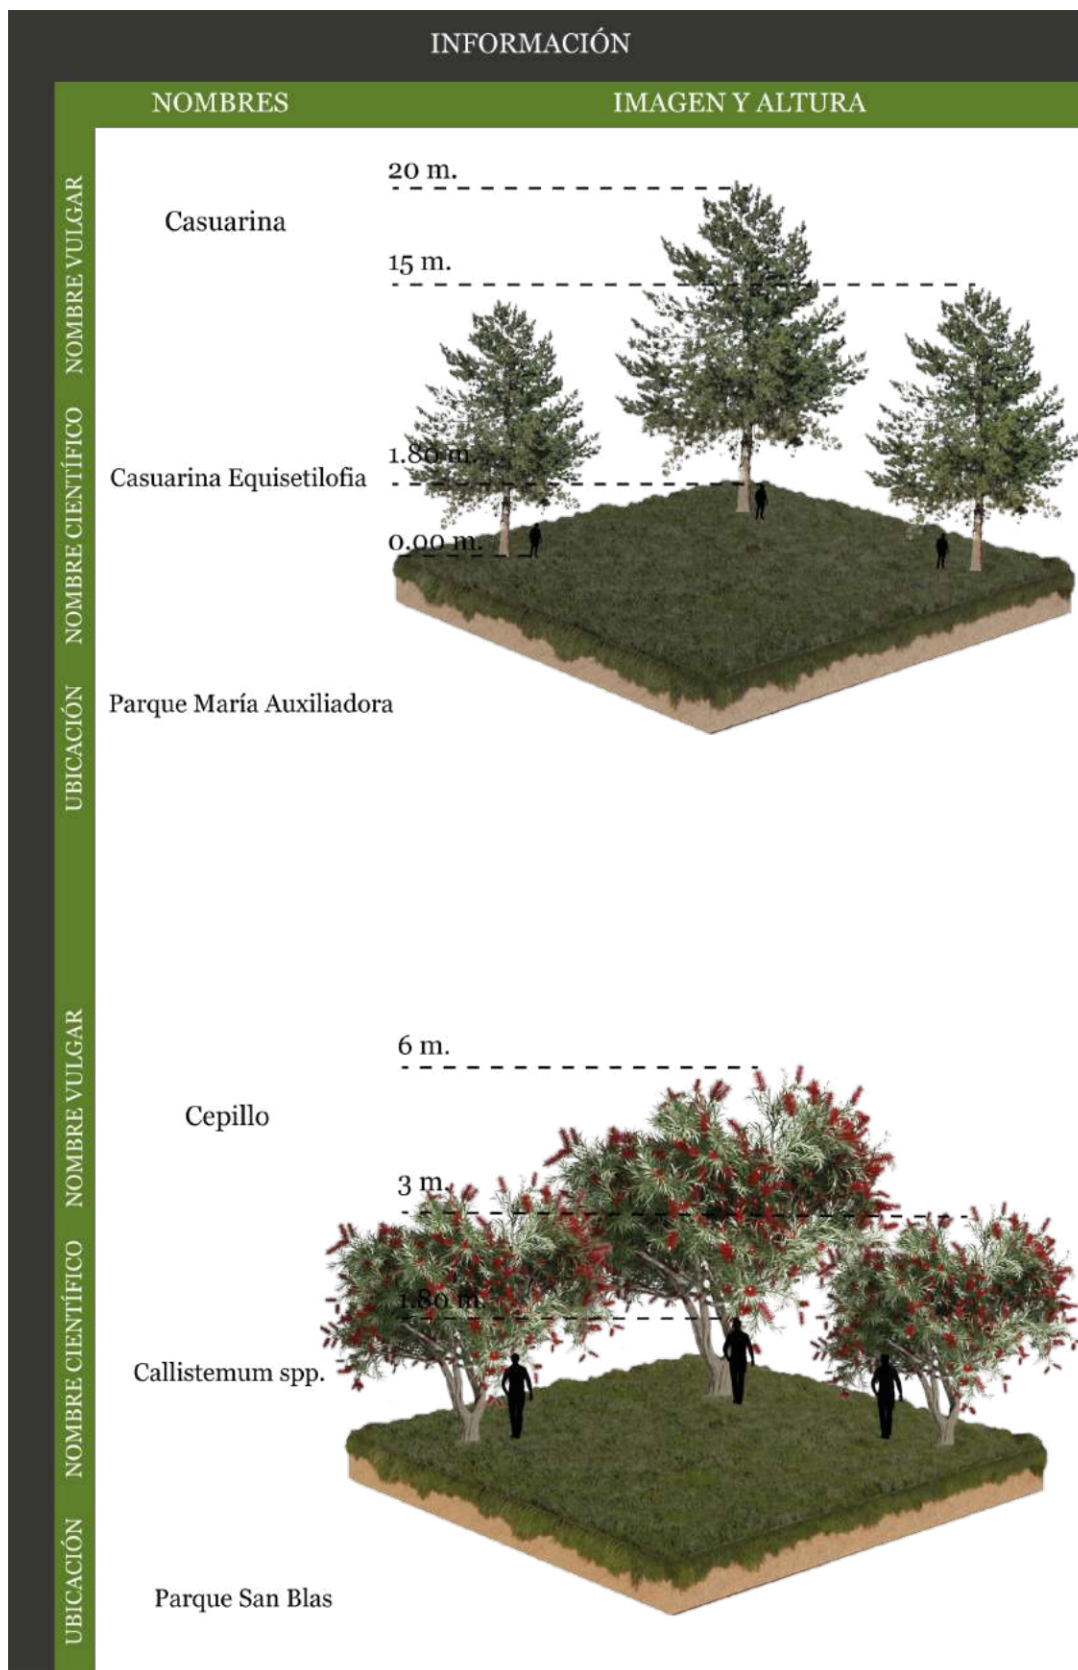 INFORMACIÓN
NOMBRES
IMAGEN Y ALTURA
NOMBRE VULGAR
Casuarina
20 m.
15 m.
1.80 m.
0.00 m.
NOMBRE CIENTÍFICO
Casuarina Equisetilofia
UBICACIÓN
Parque María Auxiliadora
NOMBRE VULGAR
Cepillo
6 m.
3 m.
1.80 m.
NOMBRE CIENTÍFICO
Callistemum spp.
UBICACIÓN
Parque San Blas